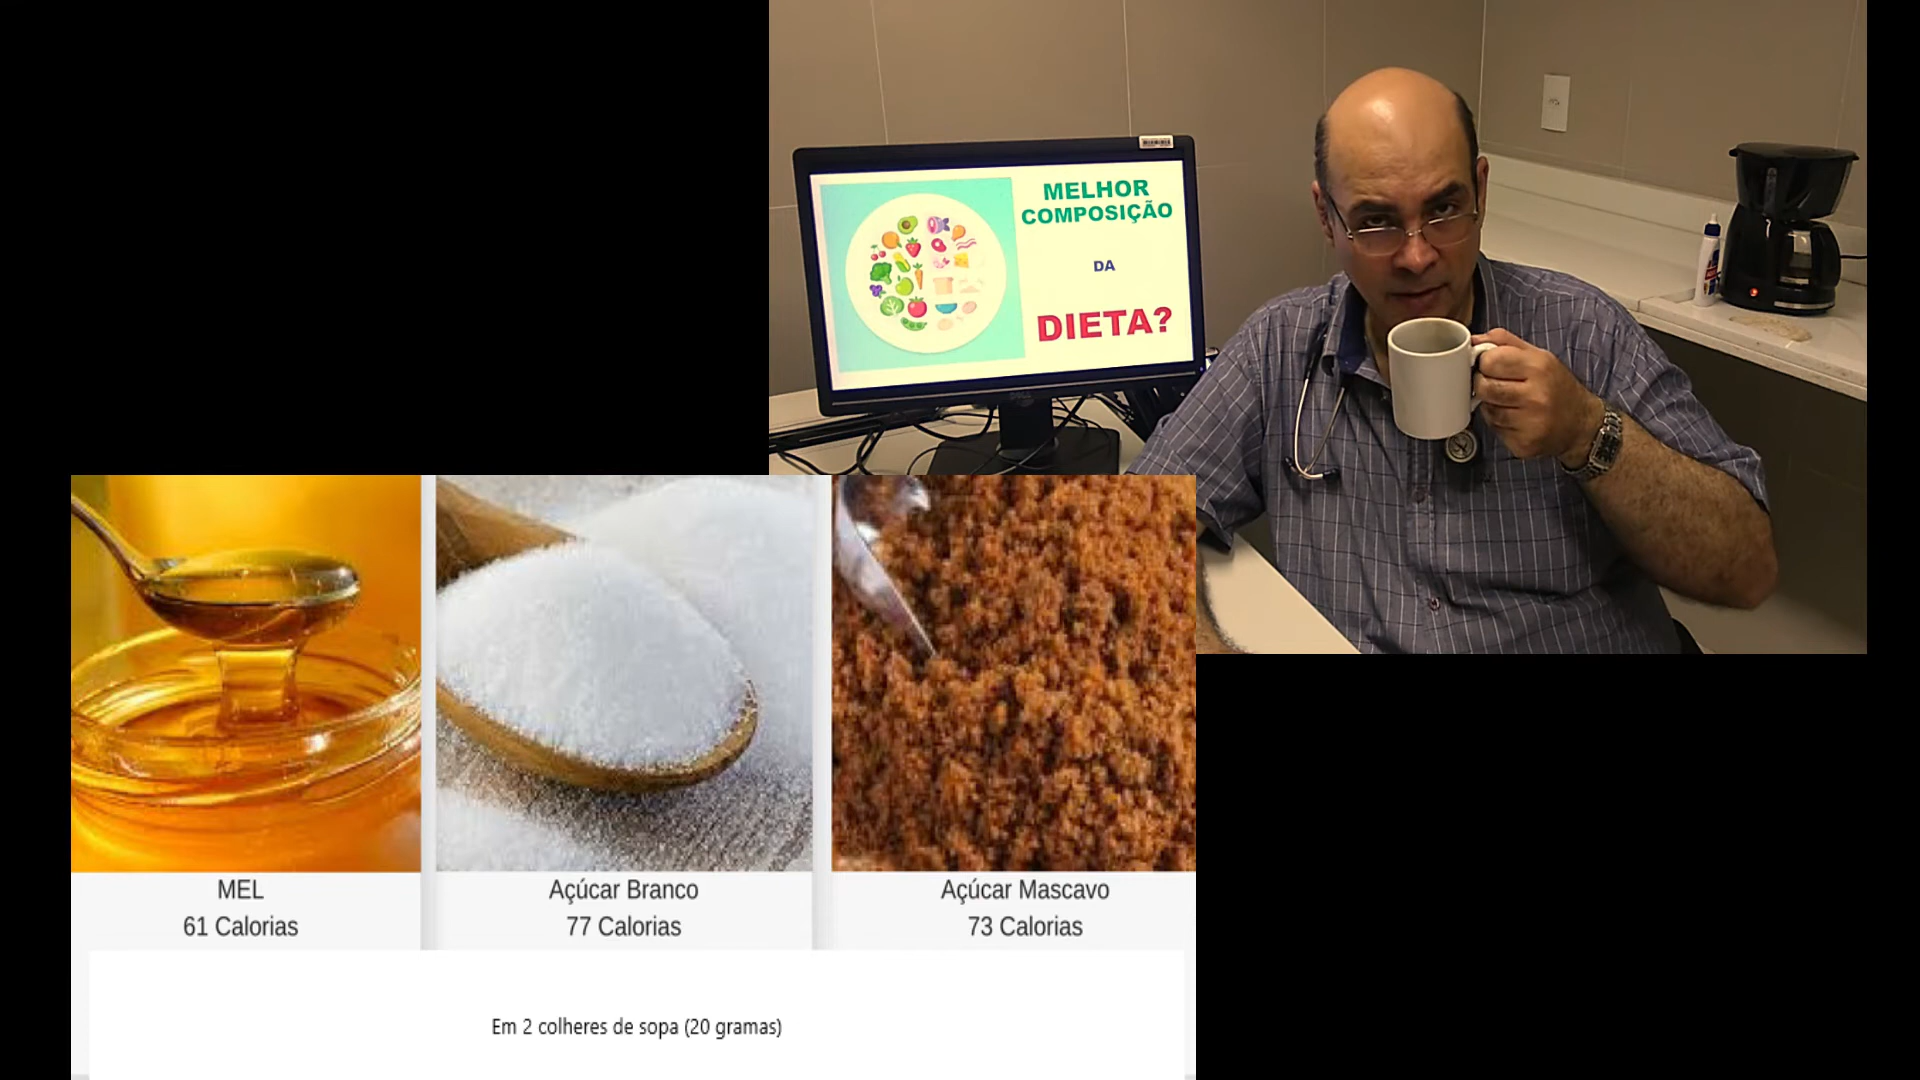 MELHOR
COMPOSIÇÃO
DA
DIETA?
MEL
61 Calorias
Açúcar Branco
77 Calorias
Açúcar Mascavo
73 Calorias
Em 2 colheres de sopa (20 gramas)